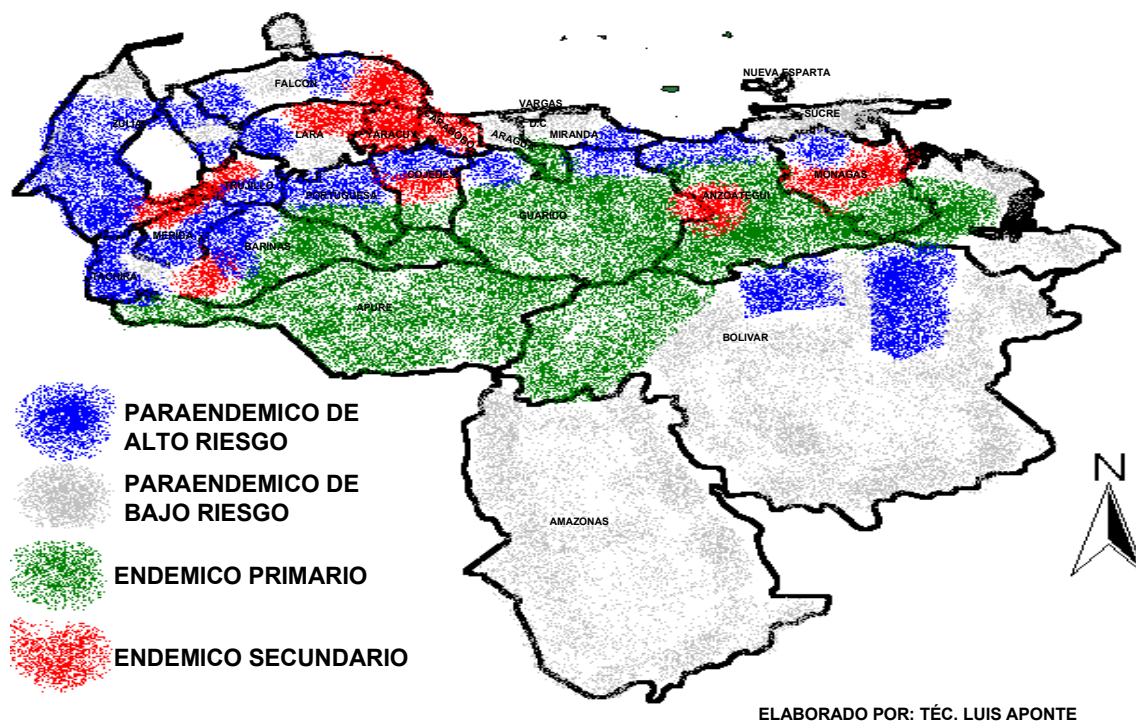 NUEVA ESPARTA
FALCON
VARGAS
D.C
SUCRE
ZULIA
LARA
YARACUY
CARABOBO
ARAGUA
MIRANDA
TRUJILLO
PORTUGUESA
COJEDES
MONAGAS
ANZOATEGUI
GUARICO
MERIDA
BARINAS
TACHIRA
APURE
BOLIVAR
AMAZONAS
PARAENDEMICO DE
ALTO RIESGO
PARAENDEMICO DE
BAJO RIESGO
ENDEMICO PRIMARIO
ENDEMICO SECUNDARIO
N
ELABORADO POR: TÉC. LUIS APONTE